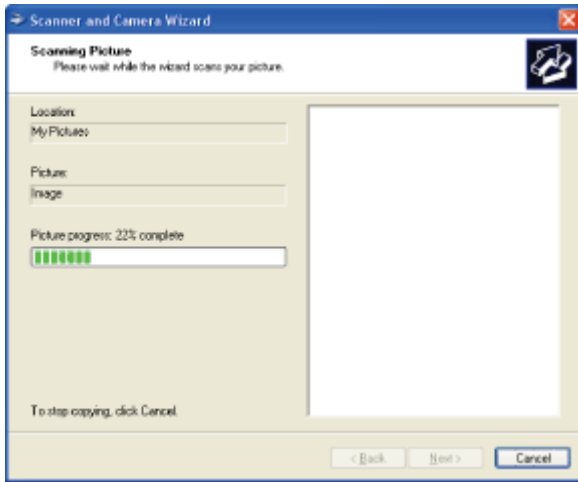 Scanner and Camera Wizard
Scanning Picture
Please wait while the wizard scans your picture.
Location:
My Pictures
Picture:
Image
Picture progress: 22% complete
To stop copying, click Cancel.
< Back
Next >
Cancel